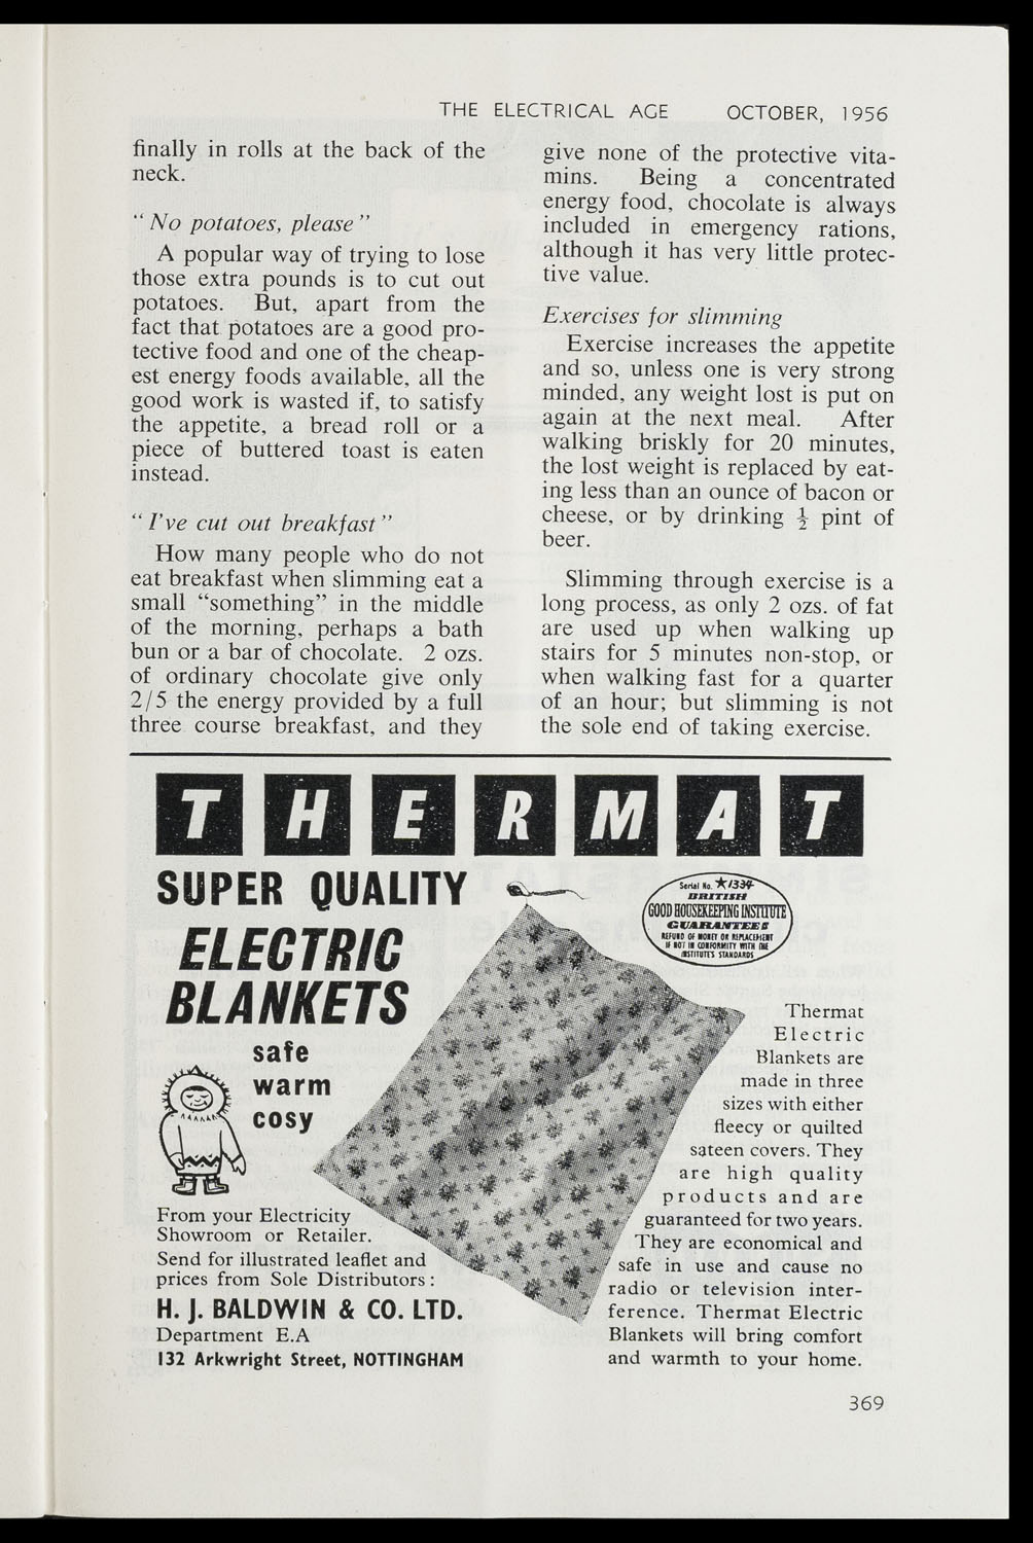 THE ELECTRICAL AGE OCTOBER, 1956
finally in rolls at the back of the
neck.
“No potatoes, please”
A popular way of trying to lose
those extra pounds is to cut out
potatoes. But, apart from the
fact that potatoes are a good pro-
tective food and one of the cheap-
est energy foods available, all the
good work is wasted if, to satisfy
the appetite, a bread roll or a
piece of buttered toast is eaten
instead.
“I've cut out breakfast”
How many people who do not
eat breakfast when slimming eat a
small “something” in the middle
of the morning, perhaps a bath
bun or a bar of chocolate. 2 ozs.
of ordinary chocolate give only
2/5 the energy provided by a full
three course breakfast, and they
give none of the protective vita-
mins. Being a concentrated
energy food, chocolate is always
included in emergency rations,
although it has very little protec-
tive value.
Exercises for slimming
Exercise increases the appetite
and so, unless one is very strong
minded, any weight lost is put on
again at the next meal. After
walking briskly for 20 minutes,
the lost weight is replaced by eat-
ing less than an ounce of bacon or
cheese, or by drinking ½ pint of
beer.
Slimming through exercise is a
long process, as only 2 ozs. of fat
are used up when walking up
stairs for 5 minutes non-stop, or
when walking fast for a quarter
of an hour; but slimming is not
the sole end of taking exercise.
THERMAT
SUPER QUALITY
ELECTRIC
BLANKETS
safe
warm
cosy
Serial No. ★1334
BRITISH
GOOD HOUSEKEEPING INSTITUTE
GUARANTEES
REFUND OF MONEY OR REPLACEMENT
IF NOT IN CONFORMITY WITH THE
INSTITUTE'S STANDARDS
Thermat
Electric
Blankets are
made in three
sizes with either
fleecy or quilted
sateen covers. They
are high quality
products and are
guaranteed for two years.
They are economical and
safe in use and cause no
radio or television inter-
ference. Thermat Electric
Blankets will bring comfort
and warmth to your home.
From your Electricity
Showroom or Retailer.
Send for illustrated leaflet and
prices from Sole Distributors:
H. J. BALDWIN & CO. LTD.
Department E.A
132 Arkwright Street, NOTTINGHAM
369